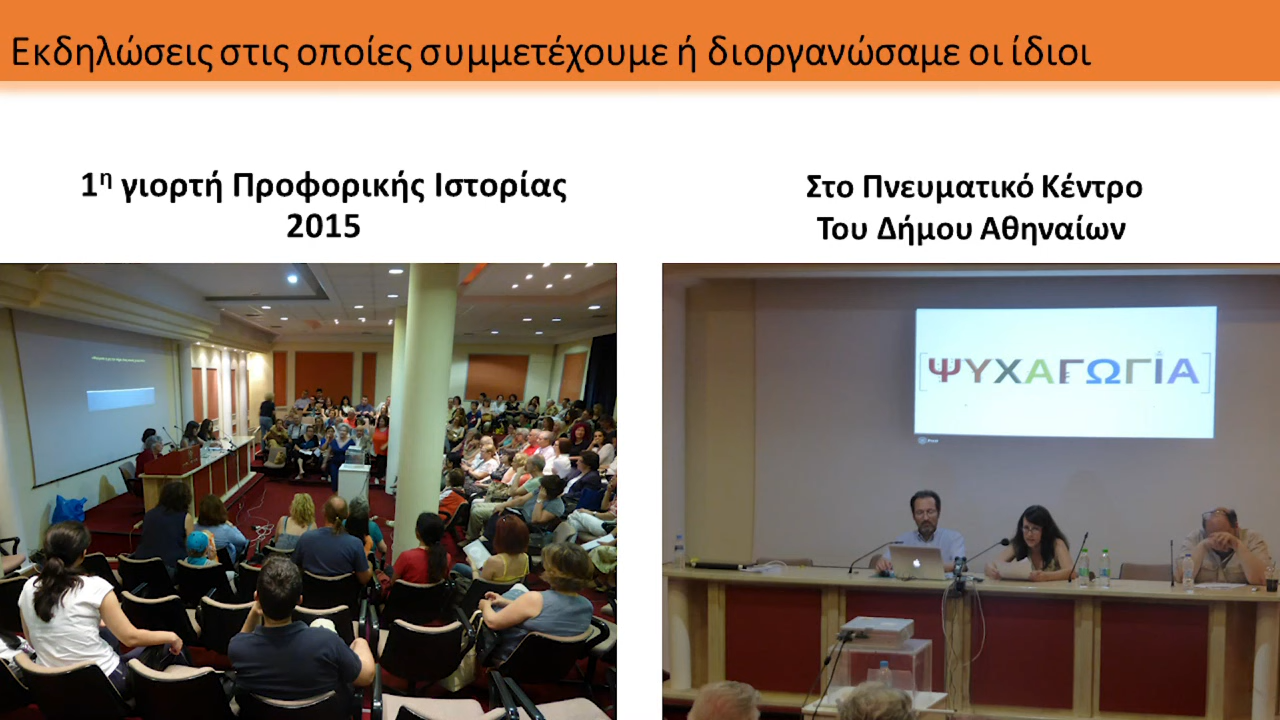 Εκδηλώσεις στις οποίες συμμετέχουμε ή διοργανώσαμε οι ίδιοι
1η γιορτή Προφορικής Ιστορίας
2015
Στο Πνευματικό Κέντρο
Του Δήμου Αθηναίων
[ΨΥΧΑΓΩΓΙΑ]